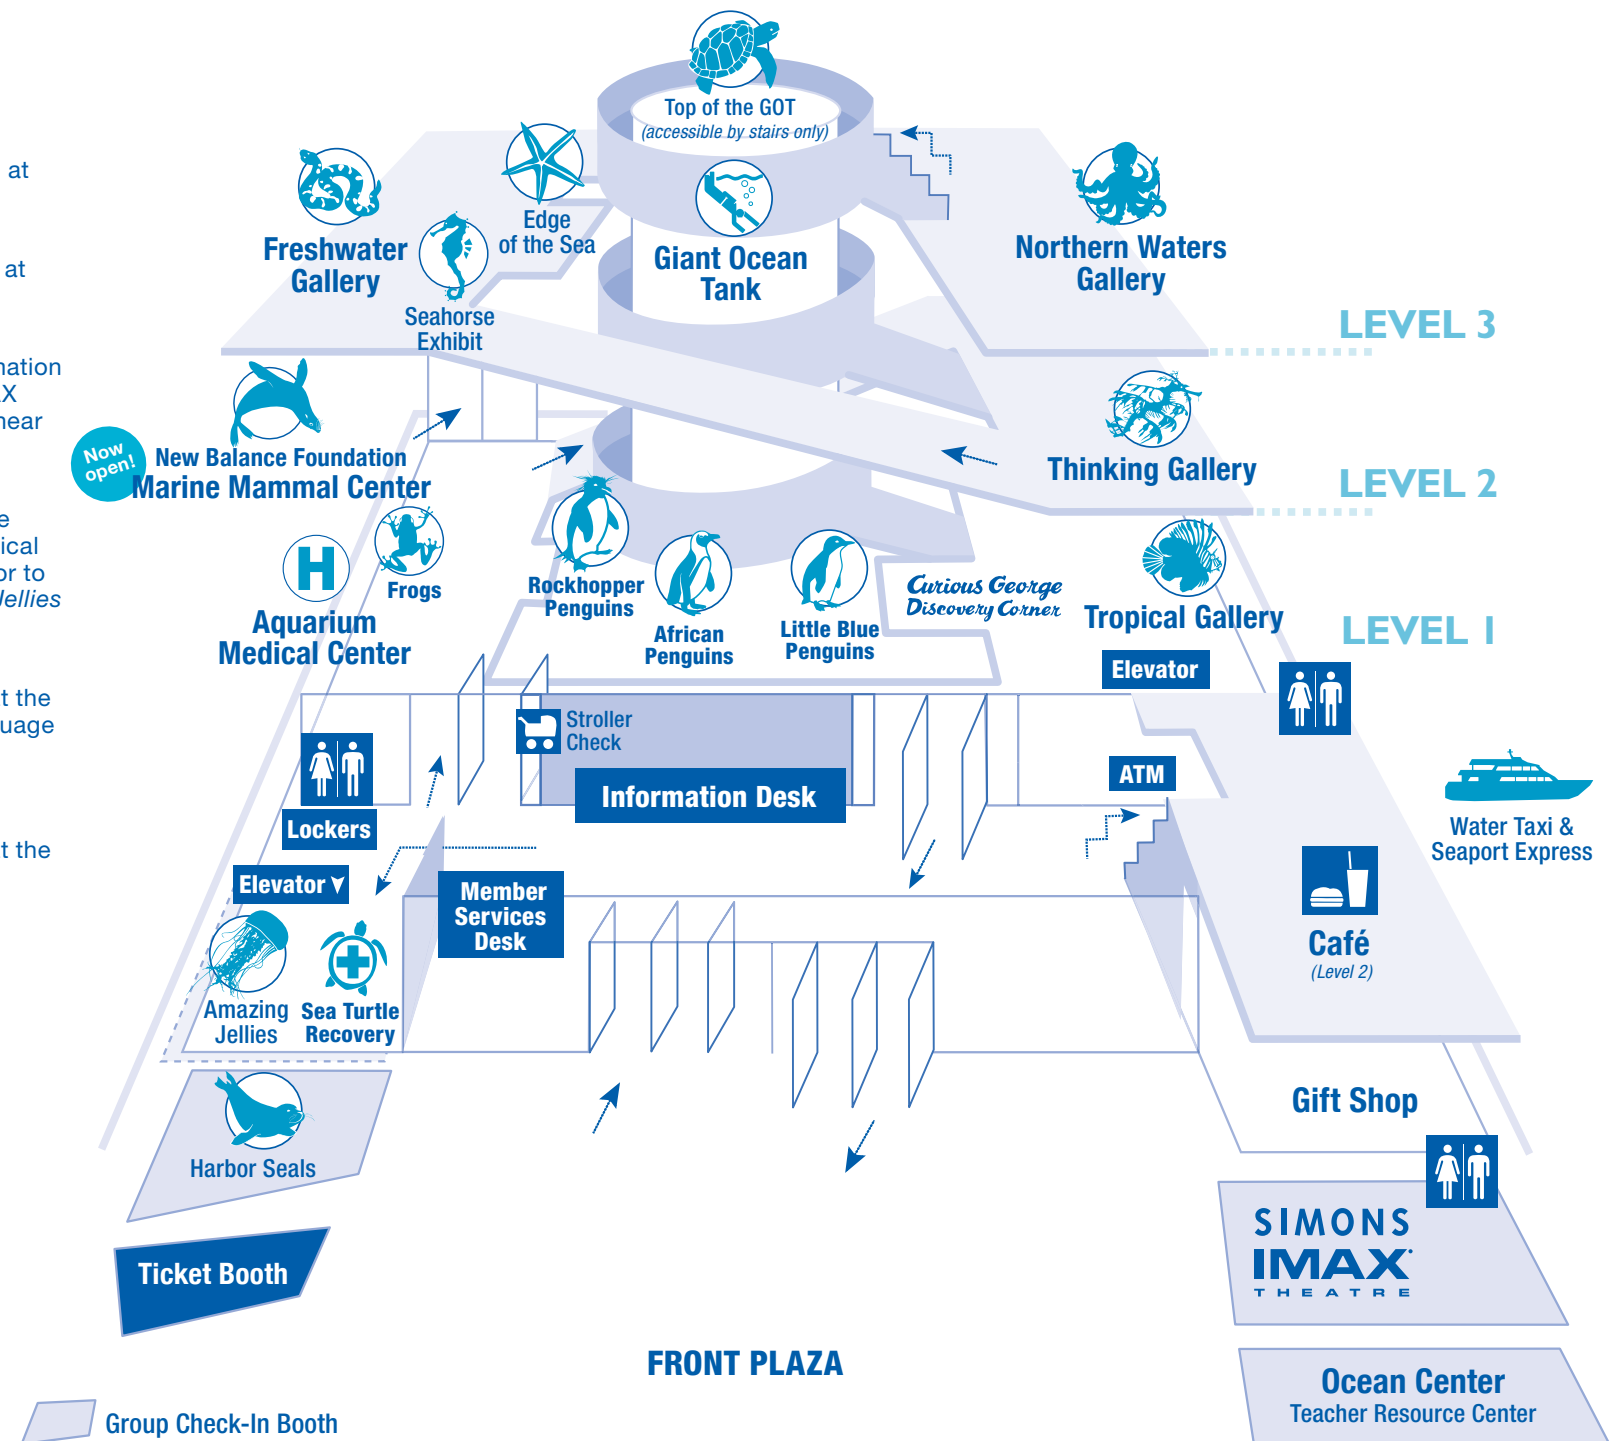 at
at
mation
X
near
e
ical
or to
Jellies
t the
uage
t the
Top of the GOT
(accessible by stairs only)
Edge
of the Sea
Freshwater
Gallery
Giant Ocean
Tank
Northern Waters
Gallery
Seahorse
Exhibit
LEVEL 3
Now
open!
New Balance Foundation
Marine Mammal Center
Thinking Gallery
LEVEL 2
H
Frogs
Aquarium
Medical Center
Rockhopper
Penguins
African
Penguins
Little Blue
Penguins
Curious George
Discovery Corner
Tropical Gallery
LEVEL 1
Elevator
Stroller
Check
Information Desk
ATM
Lockers
Water Taxi &
Seaport Express
Elevator
Member
Services
Desk
Café
(Level 2)
Amazing
Jellies
Sea Turtle
Recovery
Gift Shop
Harbor Seals
SIMONS
IMAX
THEATRE
Ticket Booth
FRONT PLAZA
Ocean Center
Teacher Resource Center
Group Check-In Booth